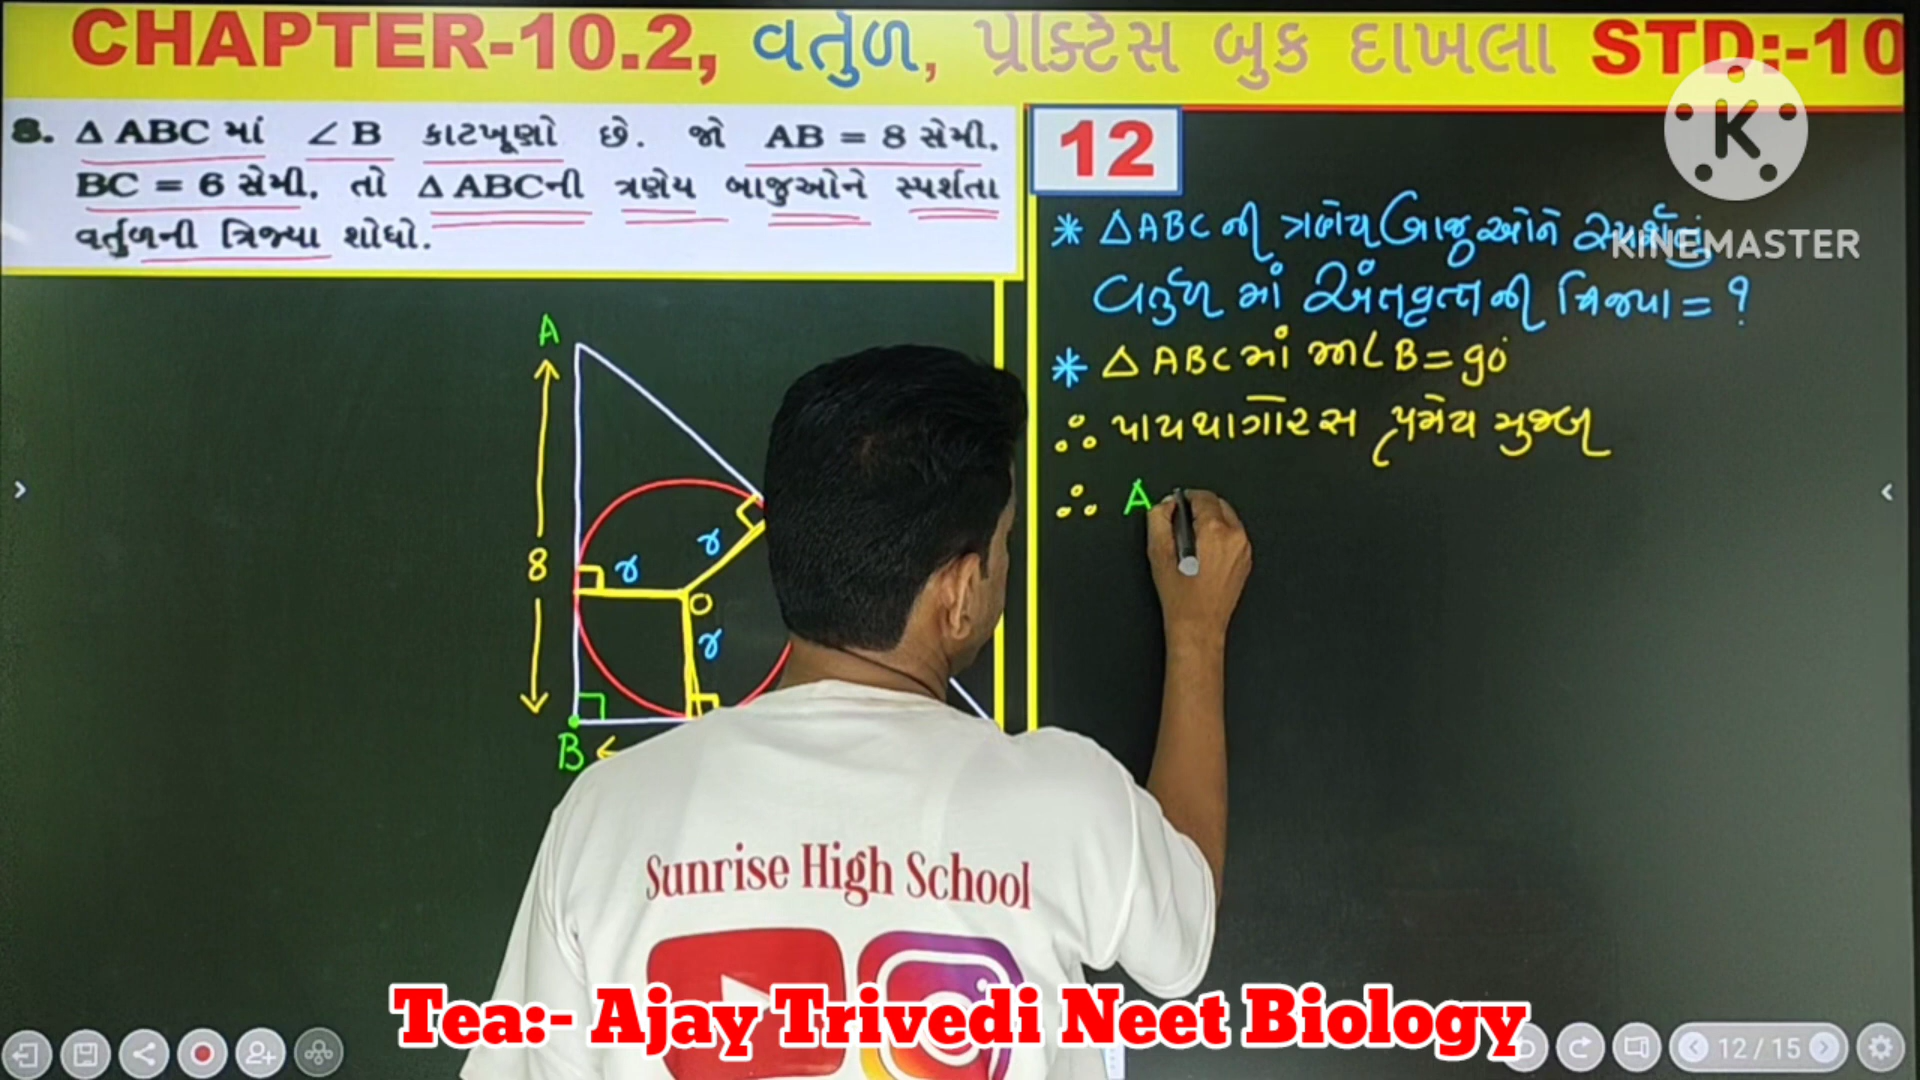 CHAPTER-10.2, વર્તુળ, પ્રેક્ટિસ બુક દાખલા STD:-10
8. Δ ABC માં ∠ B કાટખૂણો છે. જો AB = 8 સેમી.
BC = 6 સેમી. તો Δ ABCની ત્રણેય બાજુઓને સ્પર્શતા
વર્તુળની ત્રિજ્યા શોધો.
12
K
KINEMASTER
* △ABC ની ત્રણેય બાજુઓને સ્પર્શતું
વર્તુળ માં અંતવૃત્તની ત્રિજ્યા = ?
* △ ABC માં m∠B = 90°
∴ પાયથાગોરસ પ્રમેય મુજબ
∴ A
A
8
r
r
O
r
B
Sunrise High School
Tea:- Ajay Trivedi Neet Biology
12 / 15